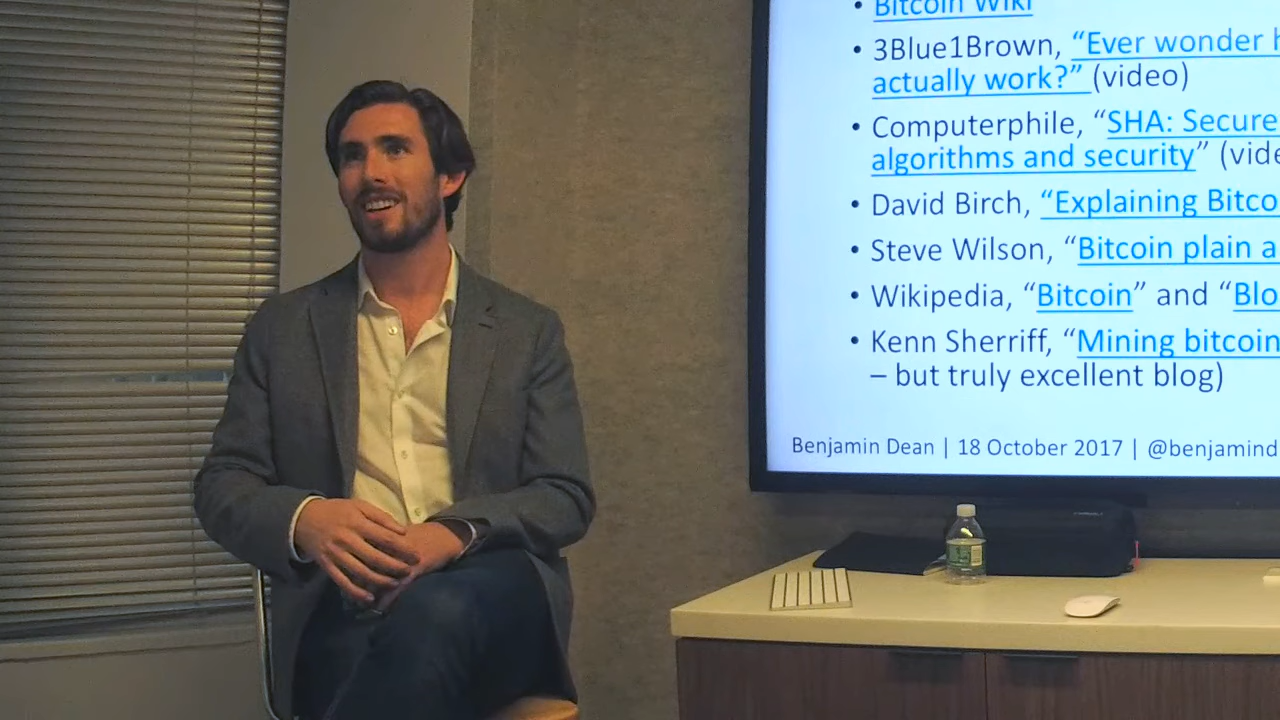 • Bitcoin Wiki
• 3Blue1Brown, “Ever wonder
actually work?” (video)
• Computerphile, “SHA: Secure
algorithms and security” (vide
• David Birch, “Explaining Bitco
• Steve Wilson, “Bitcoin plain a
• Wikipedia, “Bitcoin” and “Blo
• Kenn Sherriff, “Mining bitcoin
– but truly excellent blog)
Benjamin Dean | 18 October 2017 | @benjamind